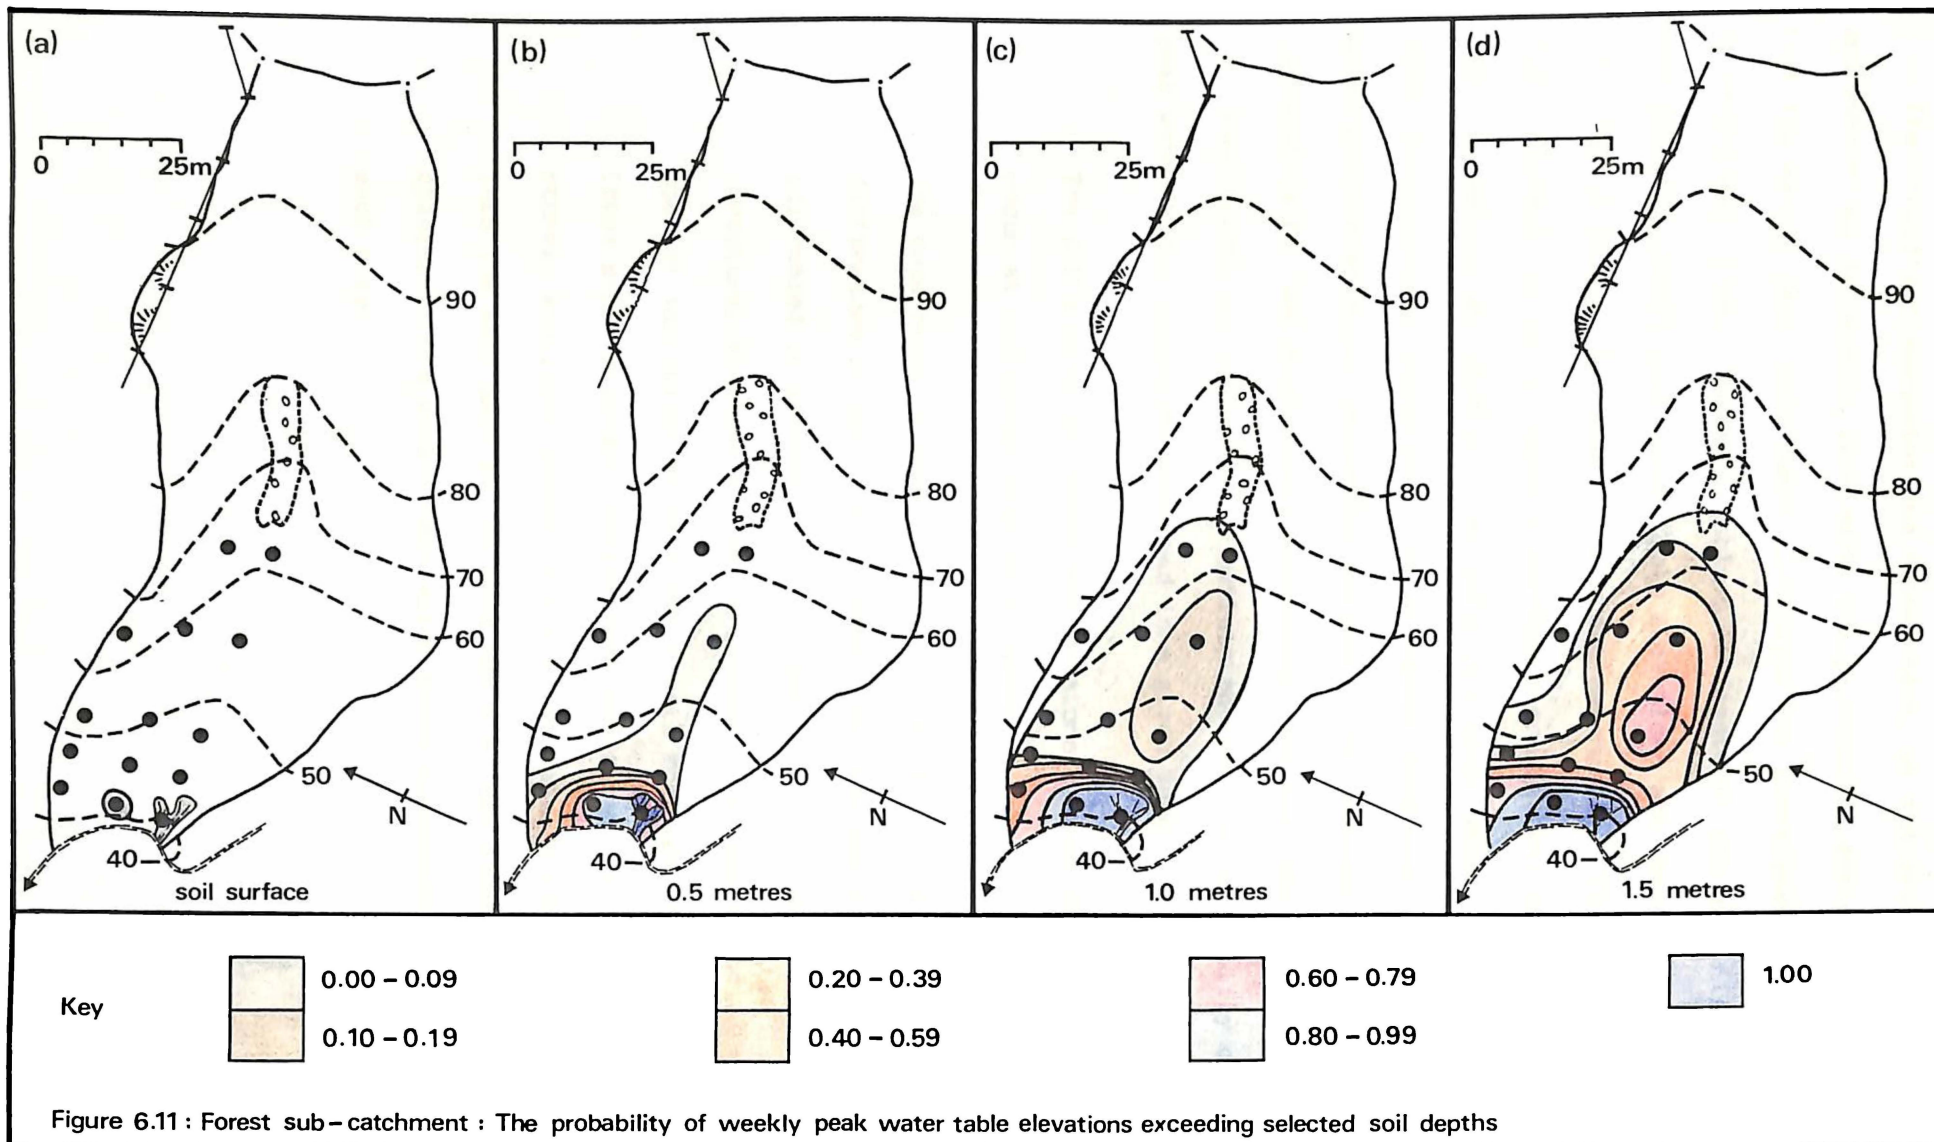 (a)
0 25m
90
80
70
60
50
N
40
soil surface
(b)
0 25m
90
80
70
60
50
N
40
0.5 metres
(c)
0 25m
90
80
70
60
50
N
40
1.0 metres
(d)
0 25m
90
80
70
60
50
N
40
1.5 metres
Key
0.00 – 0.09
0.10 – 0.19
0.20 – 0.39
0.40 – 0.59
0.60 – 0.79
0.80 – 0.99
1.00
Figure 6.11 : Forest sub-catchment : The probability of weekly peak water table elevations exceeding selected soil depths